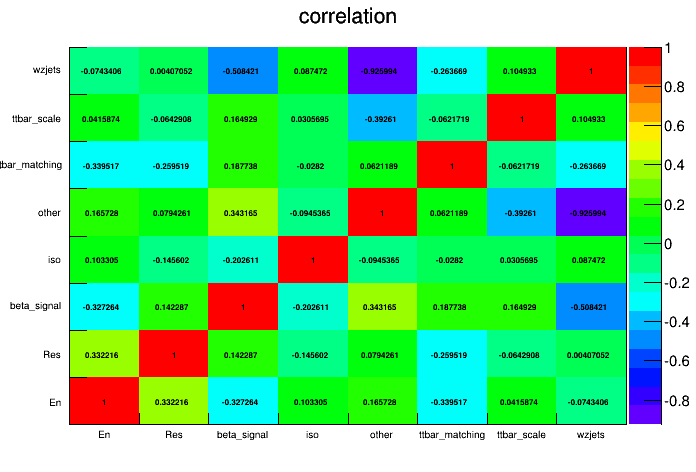 correlation
wzjets -0.0743406 0.00407052 -0.508421 0.087472 -0.925994 -0.263669 0.104933 1
ttbar_scale 0.0415874 -0.0642908 0.164929 0.0305695 -0.39261 -0.0621719 1 0.104933
tbar_matching -0.339517 -0.259519 0.187738 -0.0282 0.0621189 1 -0.0621719 -0.263669
other 0.165728 0.0794261 0.343165 -0.0945365 1 0.0621189 -0.39261 -0.925994
iso 0.103305 -0.145602 -0.202611 1 -0.0945365 -0.0282 0.0305695 0.087472
beta_signal -0.327264 0.142287 1 -0.202611 0.343165 0.187738 0.164929 -0.508421
Res 0.332216 1 0.142287 -0.145602 0.0794261 -0.259519 -0.0642908 0.00407052
En 1 0.332216 -0.327264 0.103305 0.165728 -0.339517 0.0415874 -0.0743406
En Res beta_signal iso other ttbar_matching ttbar_scale wzjets
1
0.8
0.6
0.4
0.2
0
-0.2
-0.4
-0.6
-0.8